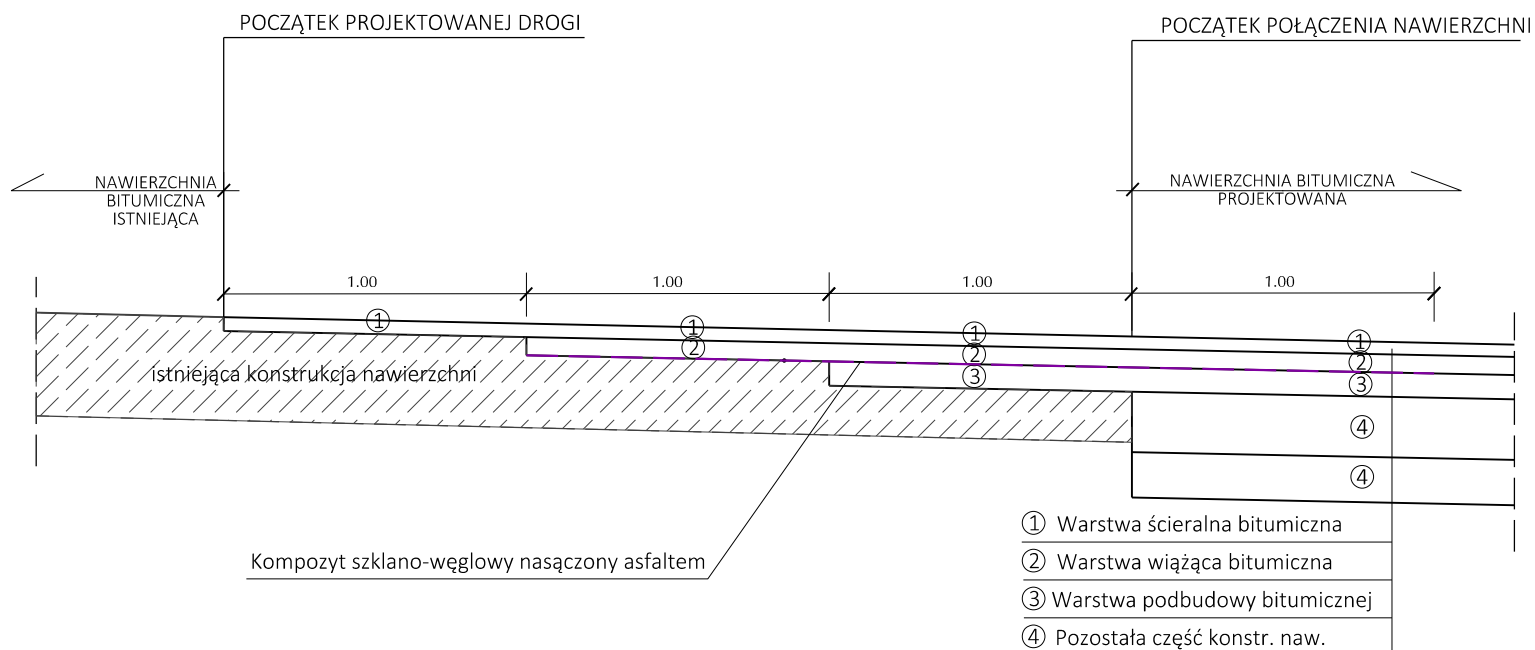 POCZĄTEK PROJEKTOWANEJ DROGI
POCZĄTEK POŁĄCZENIA NAWIERZCHNI
NAWIERZCHNIA
BITUMICZNA
ISTNIEJĄCA
NAWIERZCHNIA BITUMICZNA
PROJEKTOWANA
1.00
1.00
1.00
1.00
1
1
1
1
2
2
2
istniejąca konstrukcja nawierzchni
3
3
4
4
Kompozyt szklano-węglowy nasączony asfaltem
1 Warstwa ścieralna bitumiczna
2 Warstwa wiążąca bitumiczna
3 Warstwa podbudowy bitumicznej
4 Pozostała część konstr. naw.